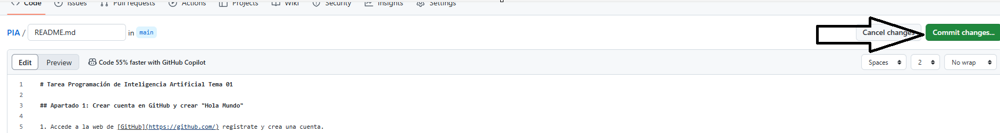 Code Issues Pull requests Actions Projects Wiki Security Insights Settings
PIA / README.md in main Cancel changes Commit changes...
Edit Preview Code 55% faster with GitHub Copilot Spaces 2 No wrap
1 # Tarea Programación de Inteligencia Artificial Tema 01
2
3 ## Apartado 1: Crear cuenta en GitHub y crear "Hola Mundo"
4
5 1. Accede a la web de [GitHub](https://github.com/) registrate y crea una cuenta.